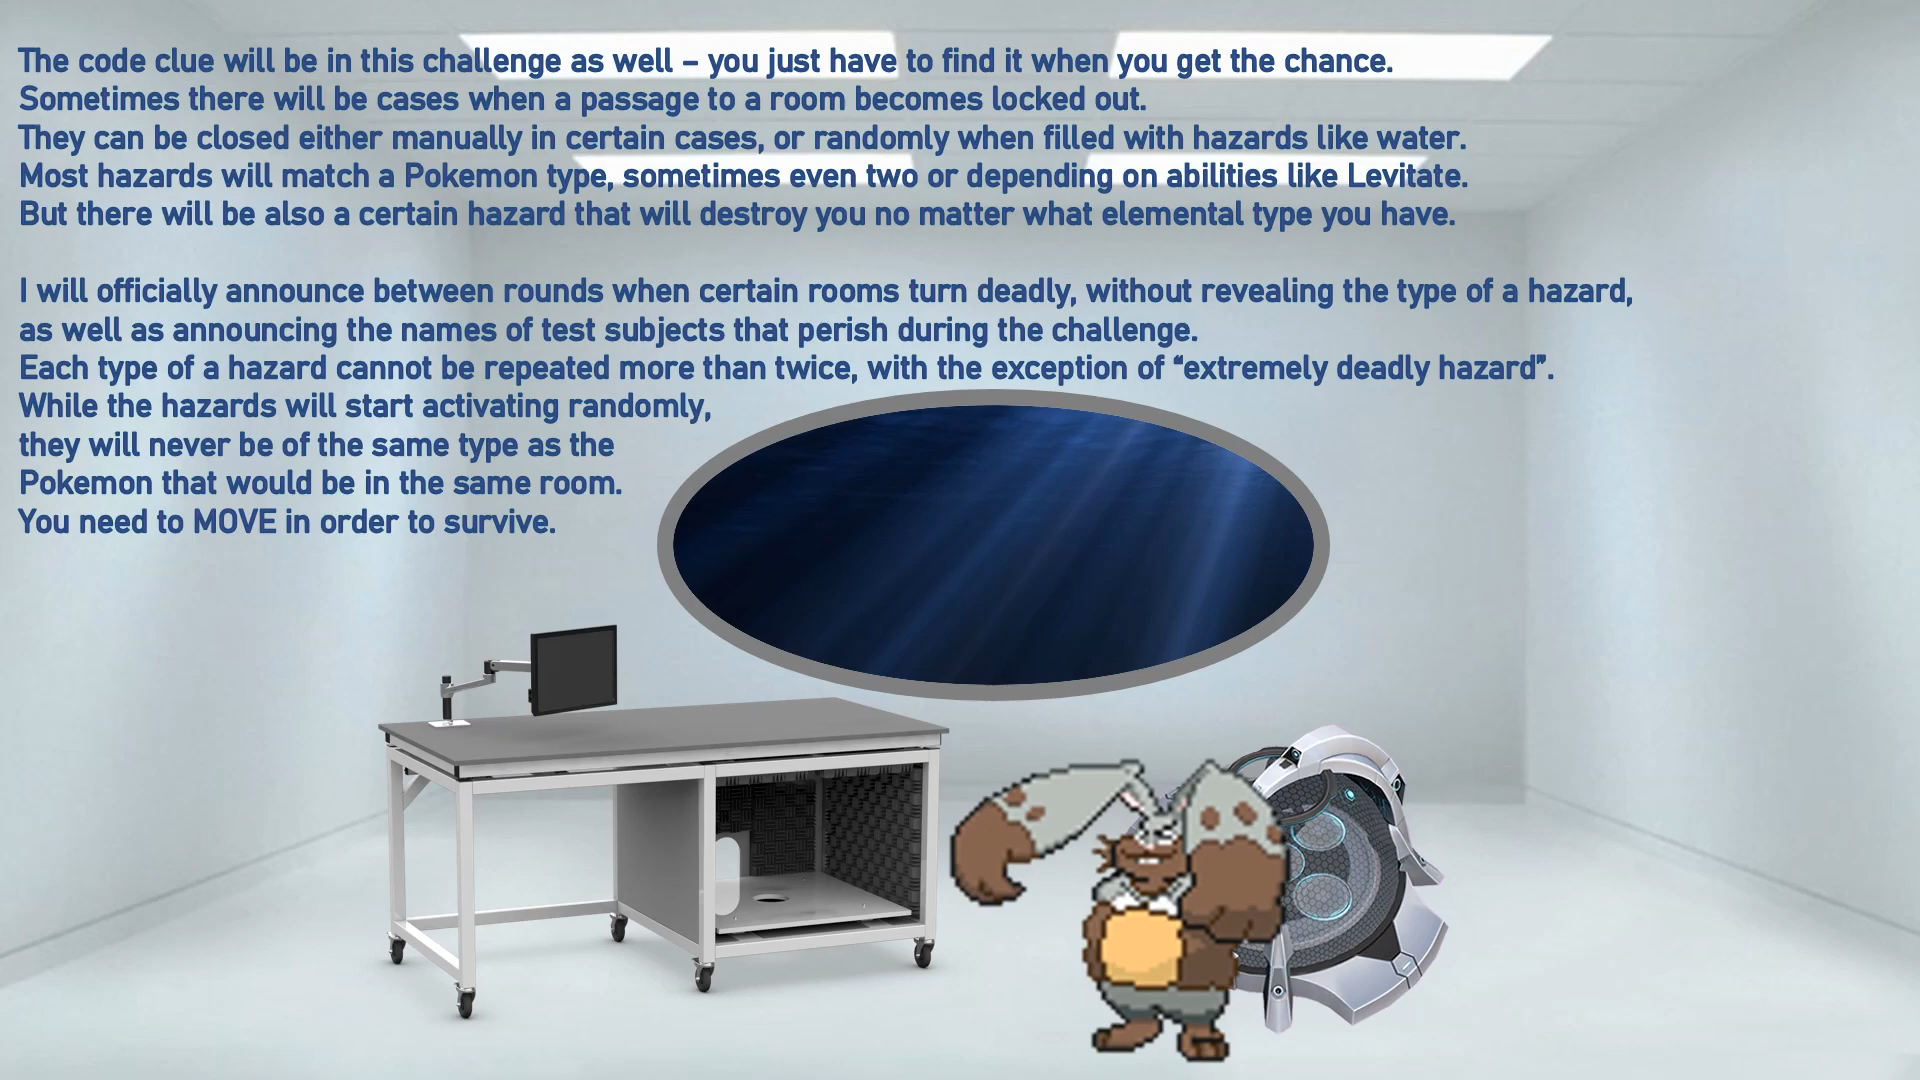 The code clue will be in this challenge as well – you just have to find it when you get the chance.
Sometimes there will be cases when a passage to a room becomes locked out.
They can be closed either manually in certain cases, or randomly when filled with hazards like water.
Most hazards will match a Pokemon type, sometimes even two or depending on abilities like Levitate.
But there will be also a certain hazard that will destroy you no matter what elemental type you have.
I will officially announce between rounds when certain rooms turn deadly, without revealing the type of a hazard,
as well as announcing the names of test subjects that perish during the challenge.
Each type of a hazard cannot be repeated more than twice, with the exception of “extremely deadly hazard”.
While the hazards will start activating randomly,
they will never be of the same type as the
Pokemon that would be in the same room.
You need to MOVE in order to survive.